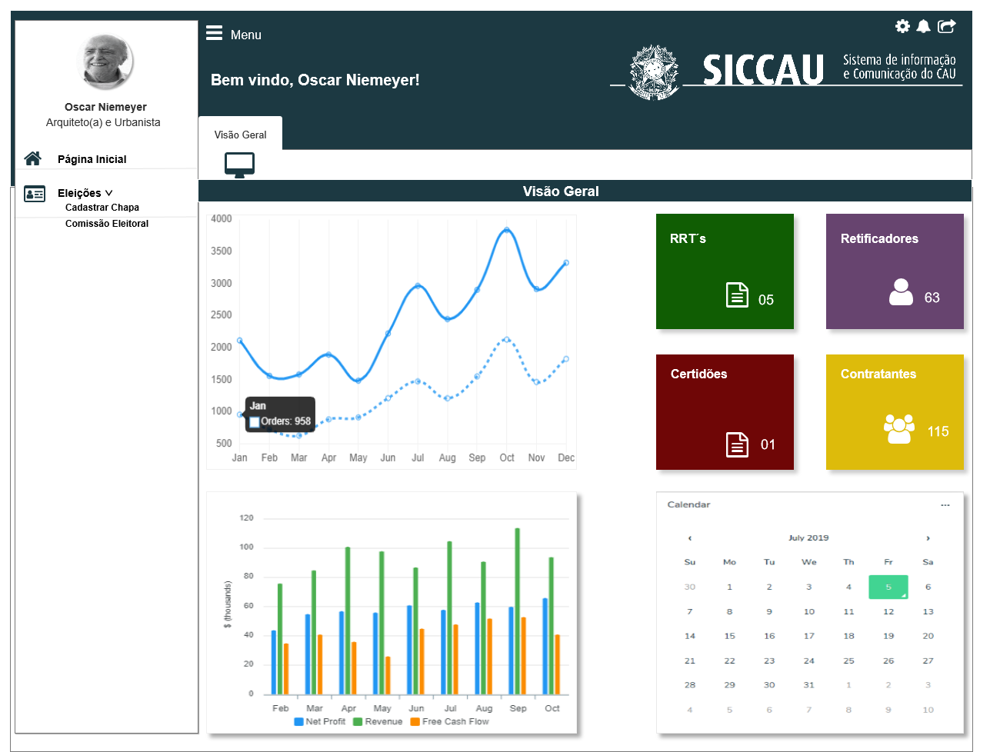 Menu
Bem vindo, Oscar Niemeyer!
SICCAU
Sistema de informação
e Comunicação do CAU
Oscar Niemeyer
Arquiteto(a) e Urbanista
Página Inicial
Eleições
Cadastrar Chapa
Comissão Eleitoral
Visão Geral
Visão Geral
4000
3500
3000
2500
2000
1500
1000
500
Jan
Orders: 958
Jan Feb Mar Apr May Jun Jul Aug Sep Oct Nov Dec
RRT´s
05
Retificadores
63
Certidões
01
Contratantes
115
120
100
80
60
40
20
0
$ (thousands)
Feb Mar Apr May Jun Jul Aug Sep Oct
Net Profit Revenue Free Cash Flow
Calendar ...
‹ July 2019 ›
Su Mo Tu We Th Fr Sa
30 1 2 3 4 5 6
7 8 9 10 11 12 13
14 15 16 17 18 19 20
21 22 23 24 25 26 27
28 29 30 31 1 2 3
4 5 6 7 8 9 10